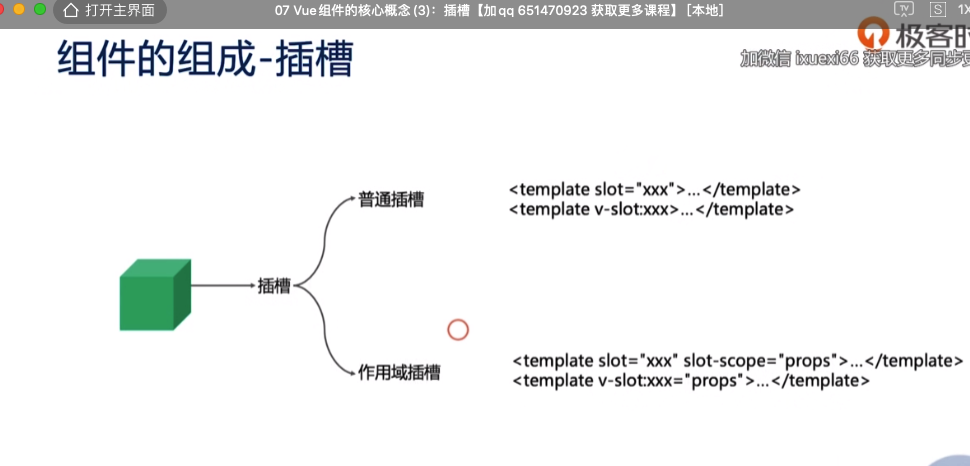 打开主界面
07 Vue组件的核心概念(3)：插槽【加qq 651470923 获取更多课程】[本地]
TV
S
1X
组件的组成-插槽
极客时
加微信 ixuexi66 获取更多同步更
普通插槽
<template slot="xxx">...</template>
<template v-slot:xxx>...</template>
插槽
作用域插槽
<template slot="xxx" slot-scope="props">...</template>
<template v-slot:xxx="props">...</template>